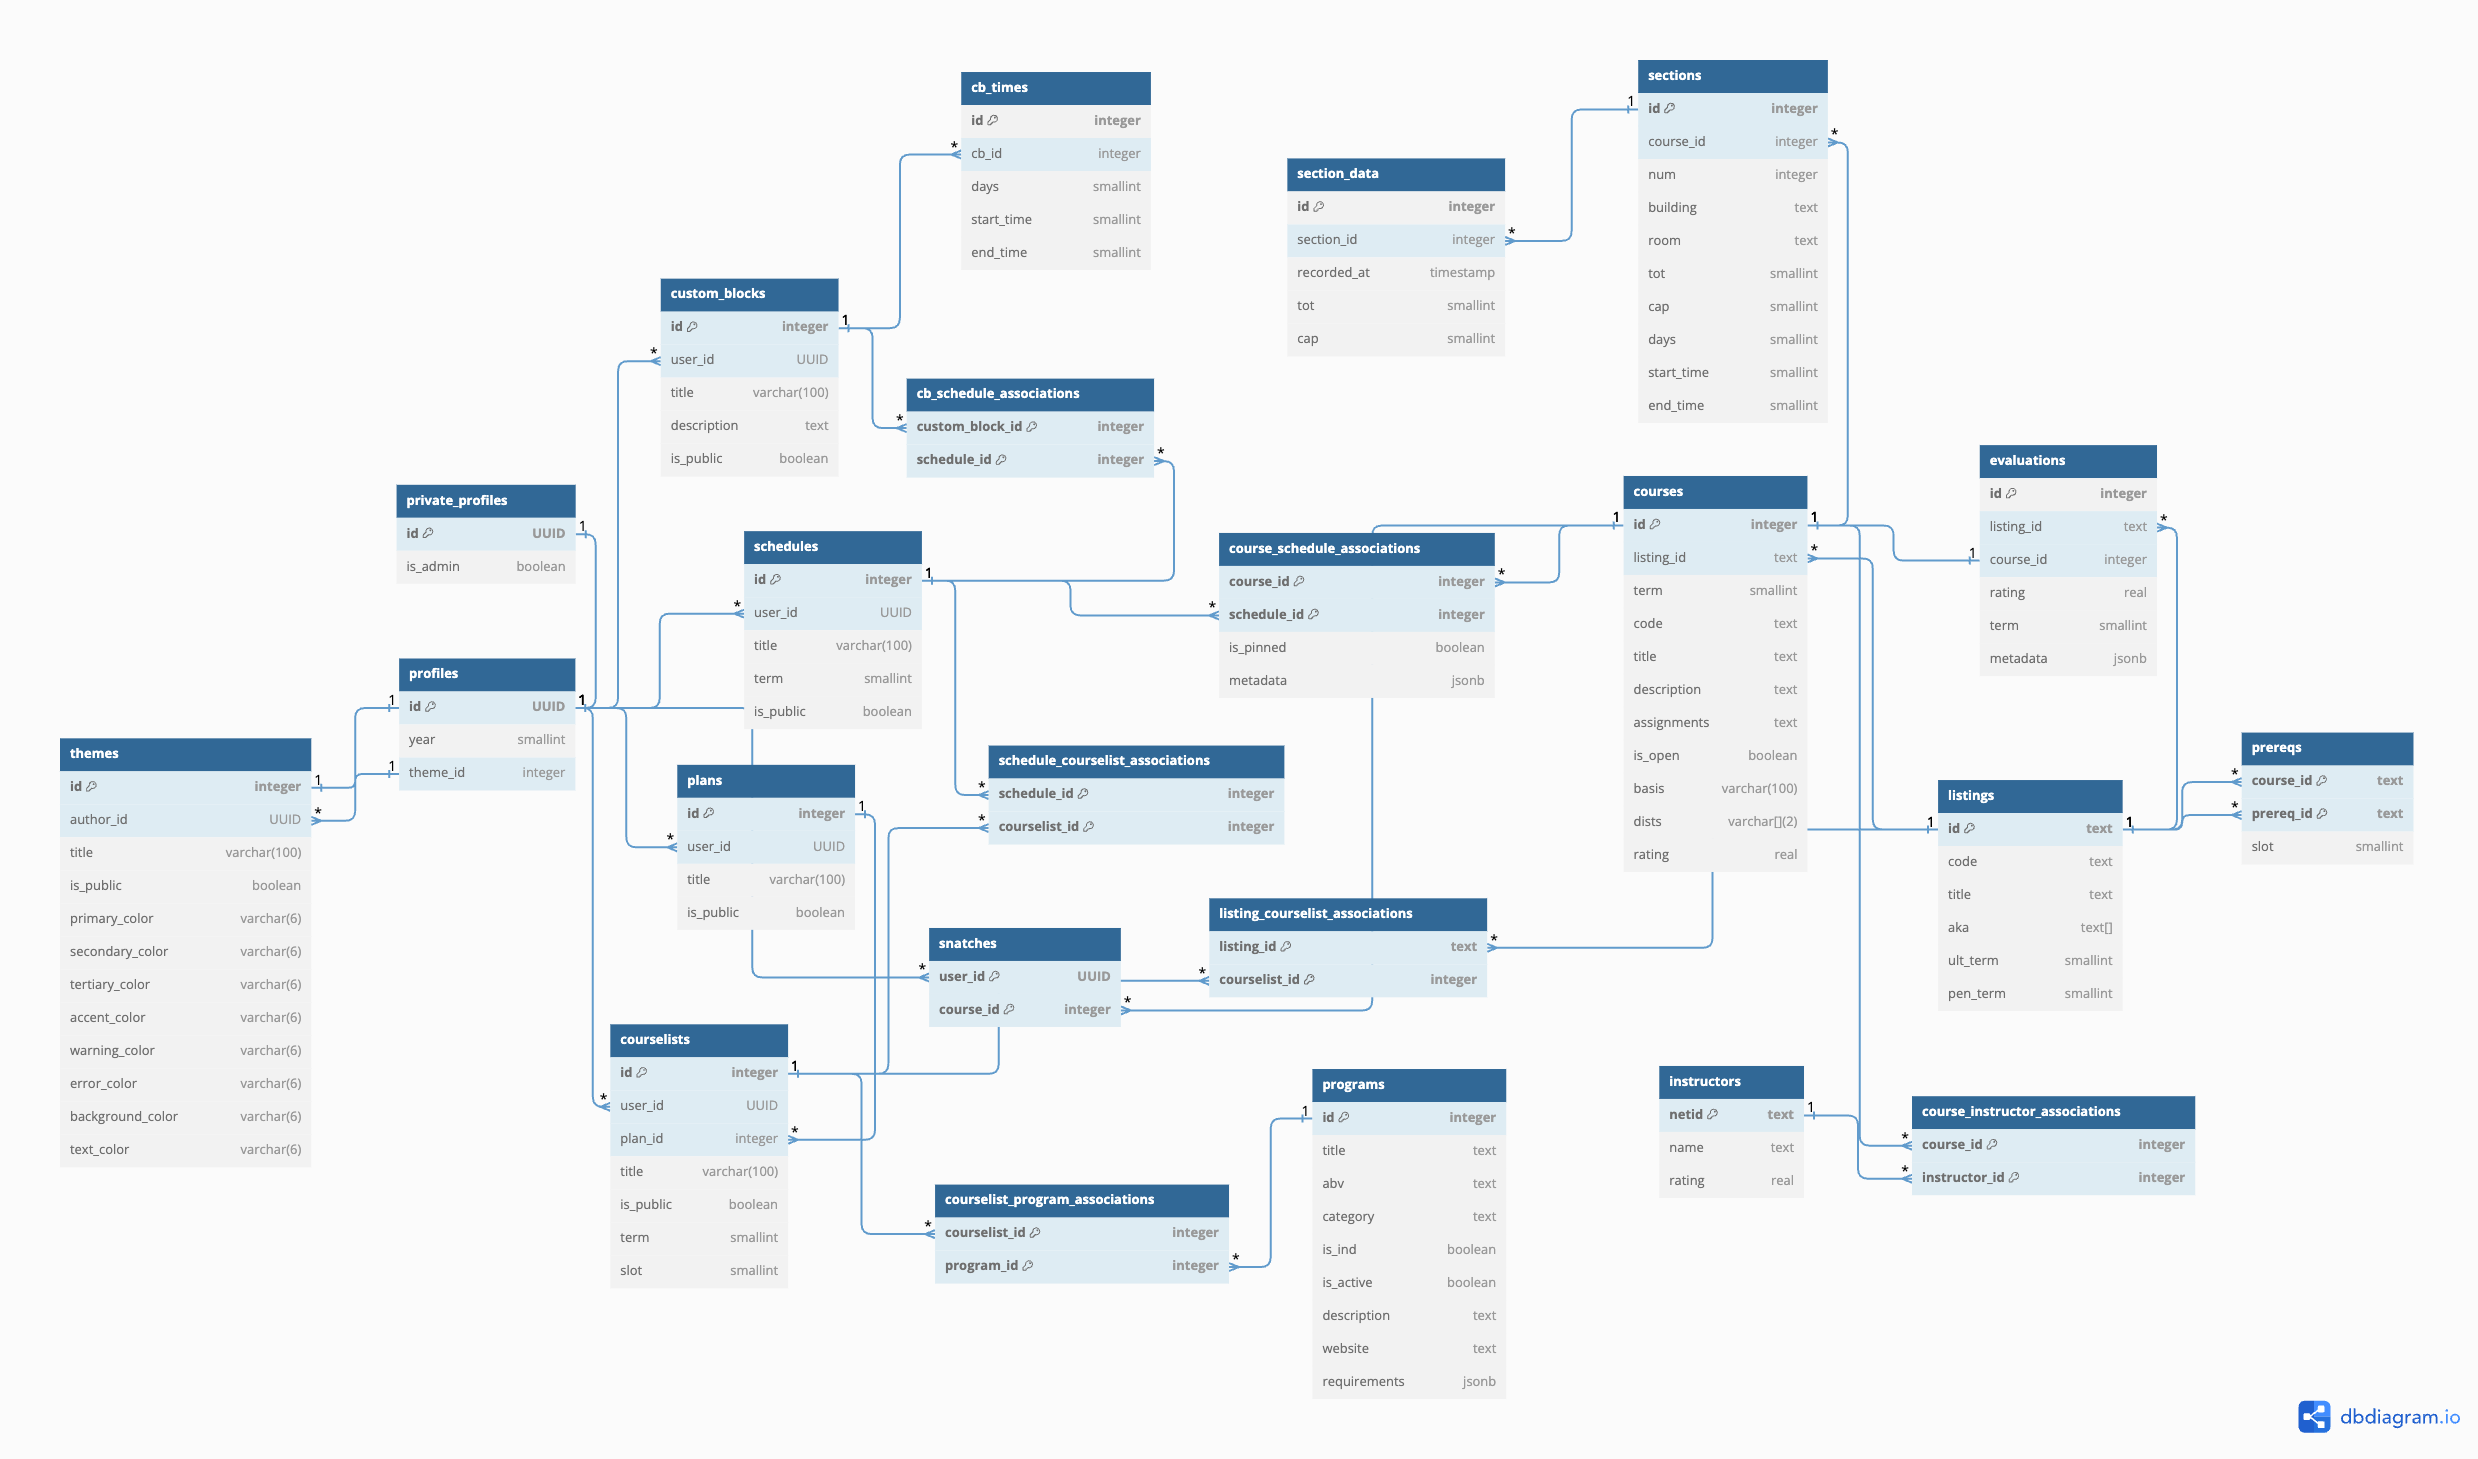 cb_times
id integer
cb_id integer
days smallint
start_time smallint
end_time smallint
sections
id integer
course_id integer
num integer
building text
room text
tot smallint
cap smallint
days smallint
start_time smallint
end_time smallint
section_data
id integer
section_id integer
recorded_at timestamp
tot smallint
cap smallint
custom_blocks
id integer
user_id UUID
title varchar(100)
description text
is_public boolean
cb_schedule_associations
custom_block_id integer
schedule_id integer
evaluations
id integer
listing_id text
course_id integer
rating real
term smallint
metadata jsonb
private_profiles
id UUID
is_admin boolean
schedules
id integer
user_id UUID
title varchar(100)
term smallint
is_public boolean
course_schedule_associations
course_id integer
schedule_id integer
is_pinned boolean
metadata jsonb
courses
id integer
listing_id text
term smallint
code text
title text
description text
assignments text
is_open boolean
basis varchar(100)
dists varchar[](2)
rating real
profiles
id UUID
year smallint
theme_id integer
themes
id integer
author_id UUID
title varchar(100)
is_public boolean
primary_color varchar(6)
secondary_color varchar(6)
tertiary_color varchar(6)
accent_color varchar(6)
warning_color varchar(6)
error_color varchar(6)
background_color varchar(6)
text_color varchar(6)
plans
id integer
user_id UUID
title varchar(100)
is_public boolean
schedule_courselist_associations
schedule_id integer
courselist_id integer
prereqs
course_id text
prereq_id text
slot smallint
listings
id text
code text
title text
aka text[]
ult_term smallint
pen_term smallint
listing_courselist_associations
listing_id text
courselist_id integer
snatches
user_id UUID
course_id integer
courselists
id integer
user_id UUID
plan_id integer
title varchar(100)
is_public boolean
term smallint
slot smallint
programs
id integer
title text
abv text
category text
is_ind boolean
is_active boolean
description text
website text
requirements jsonb
instructors
netid text
name text
rating real
course_instructor_associations
course_id integer
instructor_id integer
courselist_program_associations
courselist_id integer
program_id integer
dbdiagram.io